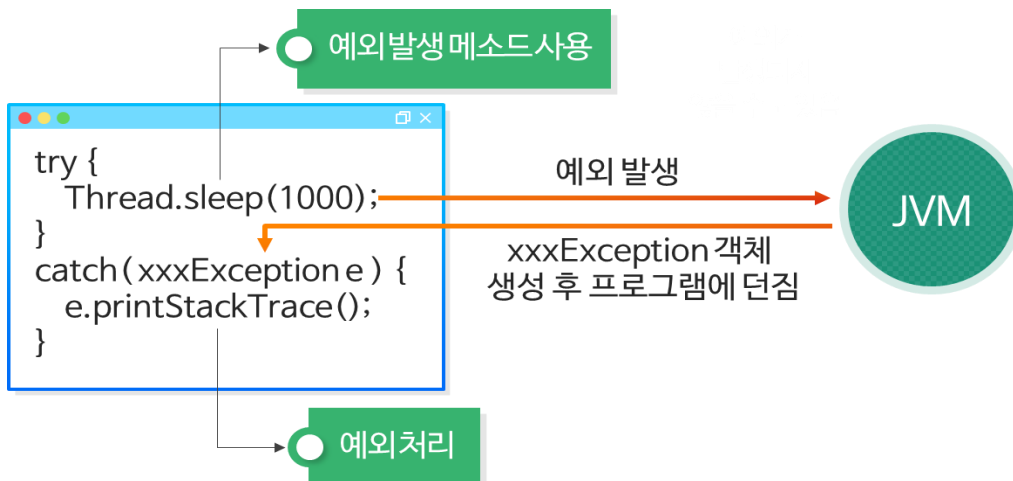 예외 발생 메소드 사용
try {
Thread.sleep(1000);
}
catch(xxxException e) {
e.printStackTrace();
}
예외 발생
JVM
xxxException 객체
생성 후 프로그램에 던짐
예외 처리